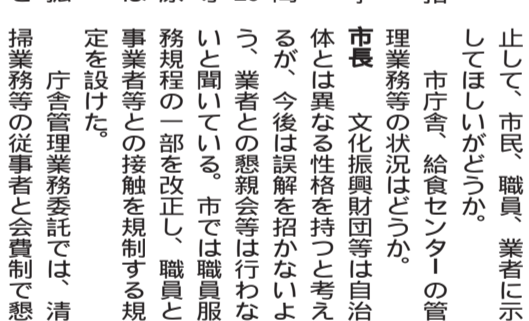 止して、市民、職員、業者に示
してほしいがどうか。
市庁舎、給食センターの管
理業務等の状況はどうか。
市長　文化振興財団等は自治
体とは異なる性格を持つと考え
るが、今後は誤解を招かないよ
う、業者との懇親会等は行わな
いと聞いている。市では職員服
務規程の一部を改正し、職員と
事業者等との接触を規制する規
定を設けた。
庁舎管理業務委託では、清
掃業務等の従事者と会費制で懇